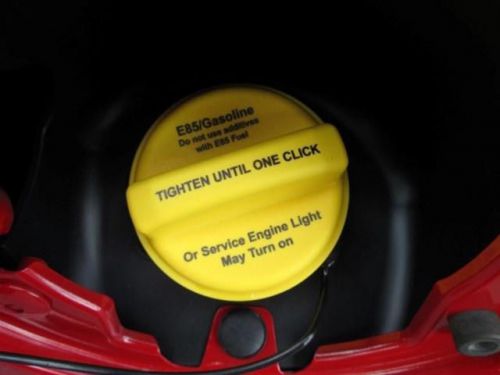 E85/Gasoline
Do not use additives
with E85 Fuel
TIGHTEN UNTIL ONE CLICK
Or Service Engine Light
May Turn on